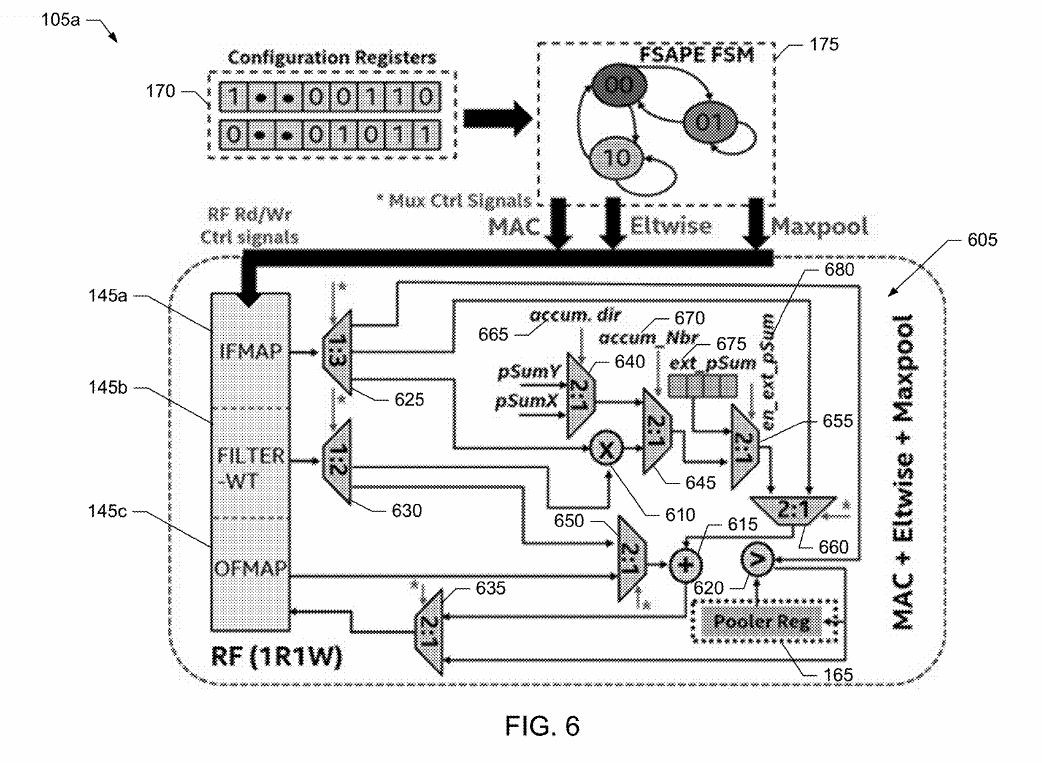 105a
Configuration Registers
170
1 • • 0 0 1 1 0
0 • • 0 1 0 1 1
FSAPE FSM
175
00
01
10
* Mux Ctrl Signals
RF Rd/Wr
Ctrl signals
MAC
Eltwise
Maxpool
605
680
145a
IFMAP
145b
FILTER
-WT
145c
OFMAP
RF (1R1W)
*
1:3
625
*
1:2
630
665
accum. dir
670
accum_Nbr
675
ext_pSum
en_ext_pSum
pSumY
pSumX
2:1
640
2:1
645
X
610
2:1
655
2:1
*
660
650
2:1
*
+
615
>
620
Pooler Reg
165
*
2:1
635
MAC + Eltwise + Maxpool
FIG. 6